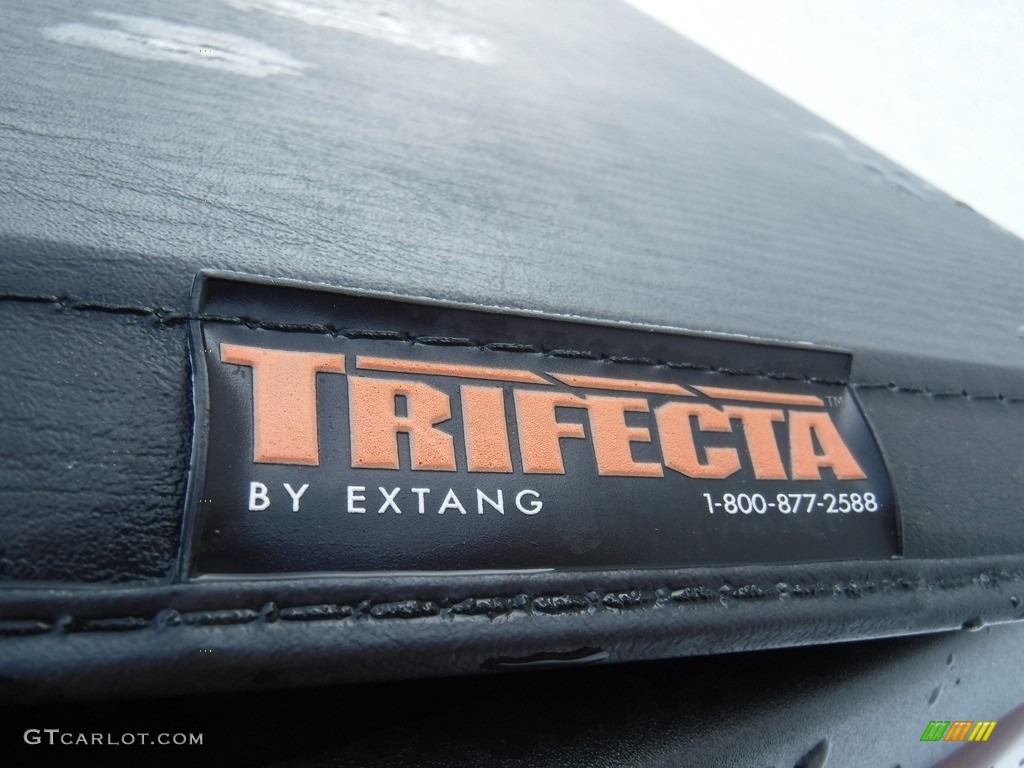 TRIFECTA™
BY EXTANG 1-800-877-2588
GTCARLOT.COM